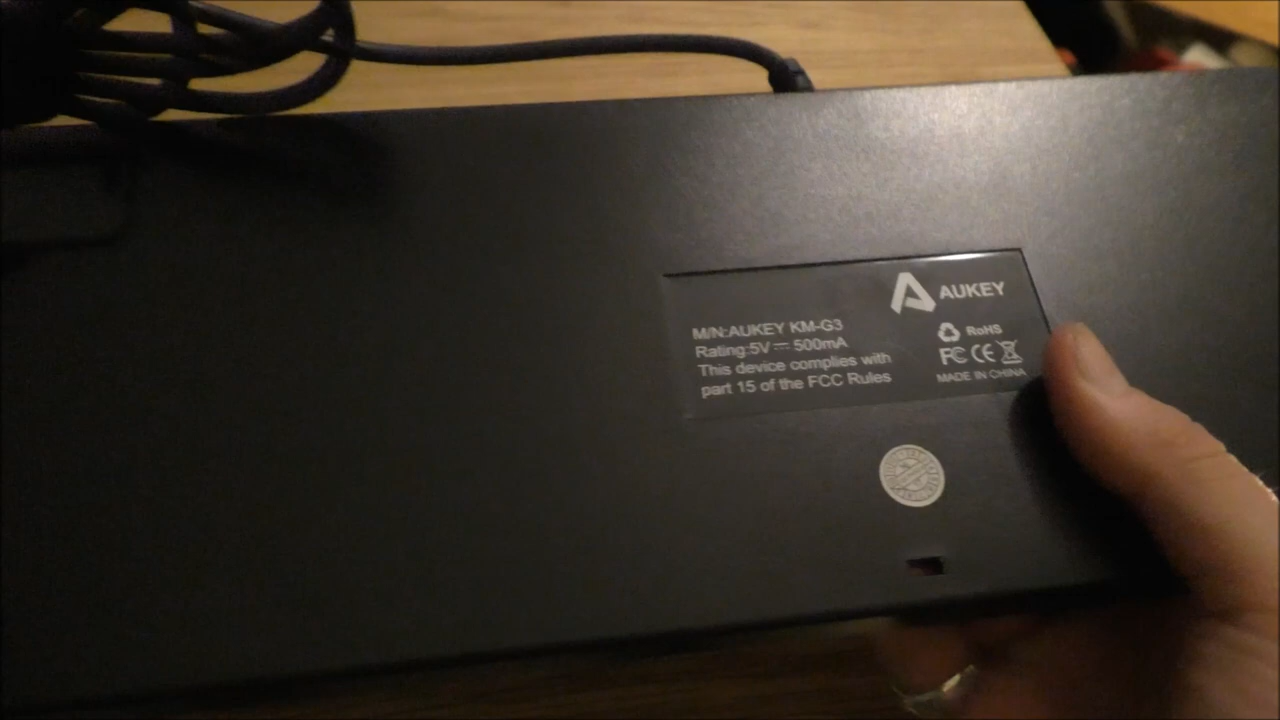 AUKEY
M/N:AUKEY KM-G3
Rating:5V⎓500mA
This device complies with
part 15 of the FCC Rules
RoHS
FC CE
MADE IN CHINA